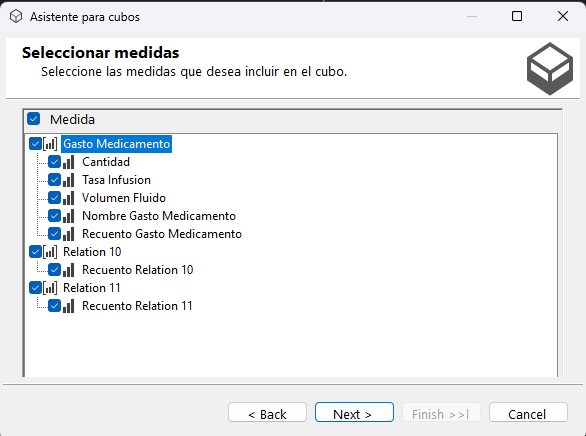 Asistente para cubos
Seleccionar medidas
Seleccione las medidas que desea incluir en el cubo.
Medida
Gasto Medicamento
Cantidad
Tasa Infusion
Volumen Fluido
Nombre Gasto Medicamento
Recuento Gasto Medicamento
Relation 10
Recuento Relation 10
Relation 11
Recuento Relation 11
< Back
Next >
Finish >>|
Cancel